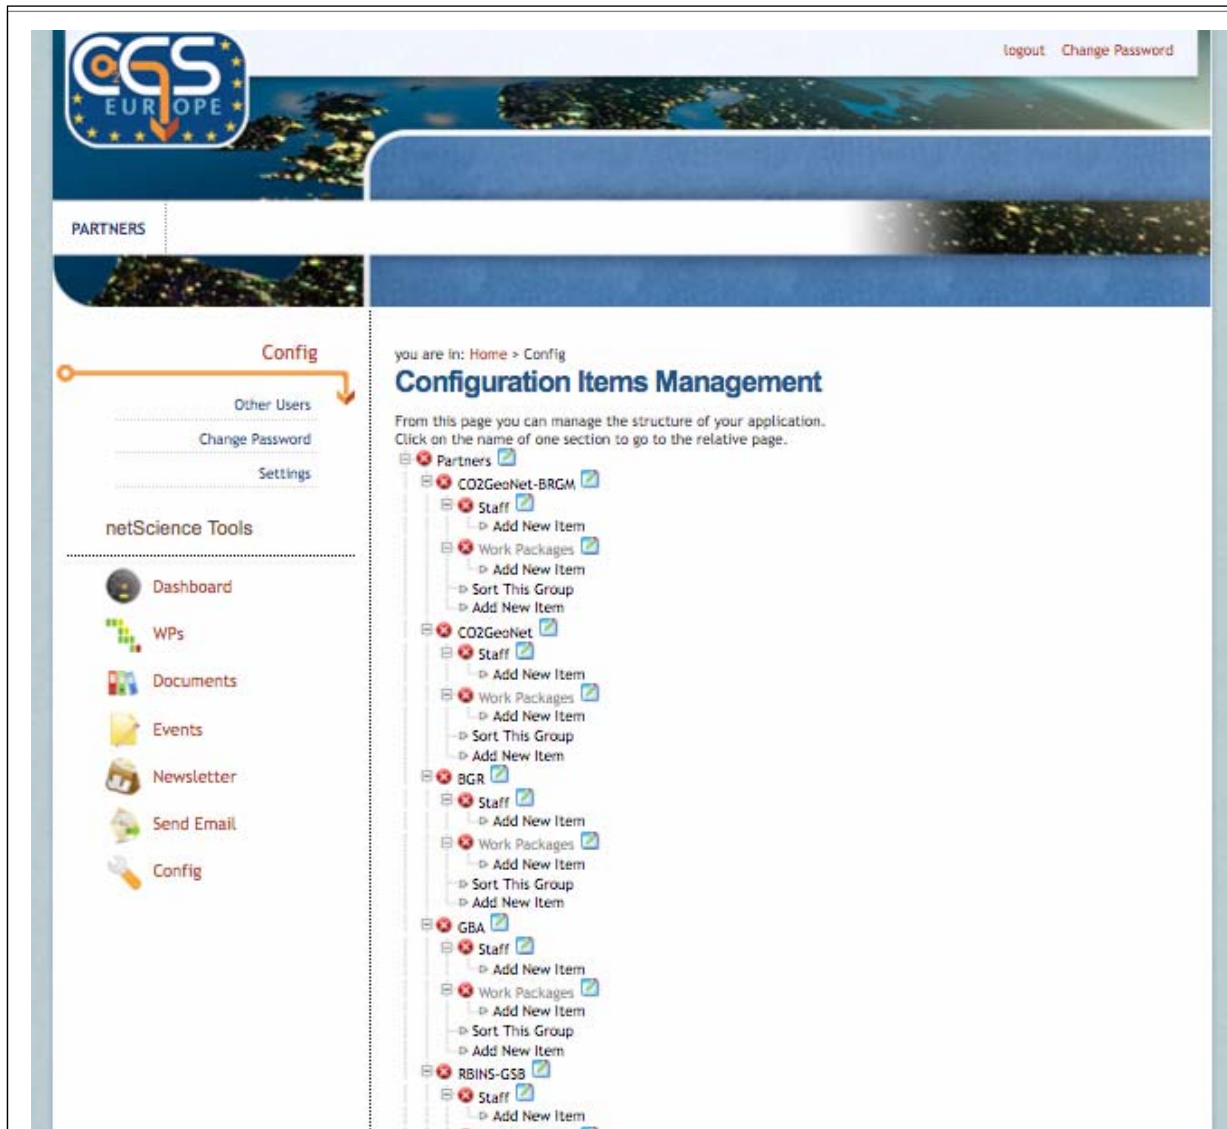 CGS
2
EUROPE
logout Change Password
PARTNERS
Config
Other Users
Change Password
Settings
netScience Tools
Dashboard
WPs
Documents
Events
Newsletter
Send Email
Config
you are in: Home > Config
Configuration Items Management
From this page you can manage the structure of your application.
Click on the name of one section to go to the relative page.
Partners
CO2GeoNet-BRGM
Staff
Add New Item
Work Packages
Add New Item
Sort This Group
Add New Item
CO2GeoNet
Staff
Add New Item
Work Packages
Add New Item
Sort This Group
Add New Item
BGR
Staff
Add New Item
Work Packages
Add New Item
Sort This Group
Add New Item
GBA
Staff
Add New Item
Work Packages
Add New Item
Sort This Group
Add New Item
RBINS-GSB
Staff
Add New Item